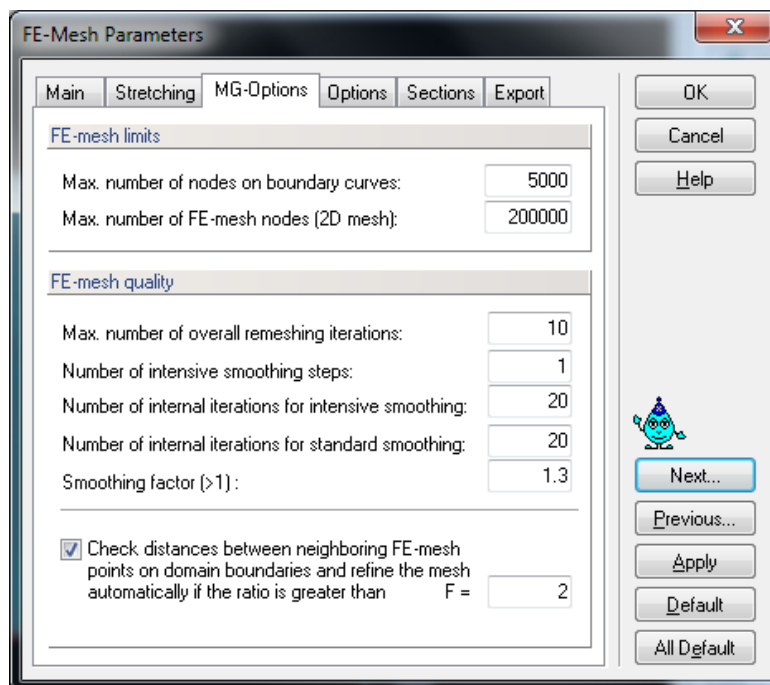 FE-Mesh Parameters
Main Stretching MG-Options Options Sections Export
FE-mesh limits
Max. number of nodes on boundary curves: 5000
Max. number of FE-mesh nodes (2D mesh): 200000
FE-mesh quality
Max. number of overall remeshing iterations: 10
Number of intensive smoothing steps: 1
Number of internal iterations for intensive smoothing: 20
Number of internal iterations for standard smoothing: 20
Smoothing factor (>1) : 1.3
Check distances between neighboring FE-mesh
points on domain boundaries and refine the mesh
automatically if the ratio is greater than F = 2
OK
Cancel
Help
Next...
Previous...
Apply
Default
All Default